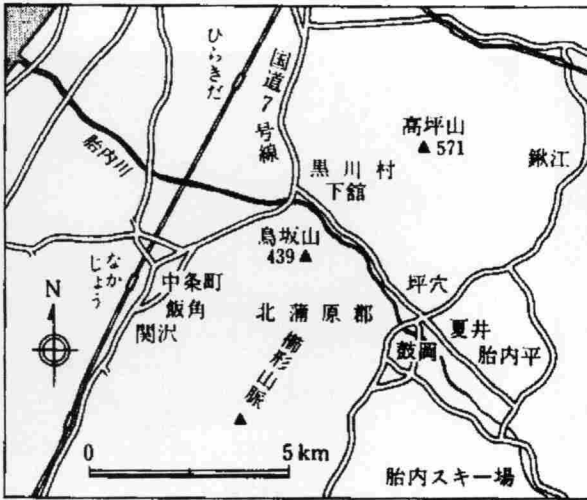 ひらきだ
国道7号線
高坪山
▲571
鍬江
胎内川
黒川村
下館
鳥坂山
439▲
なかじょう
中条町
飯角
関沢
北蒲原郡
坪穴
夏井
鼓岡
胎内平
櫛形山脈
N
0
5km
胎内スキー場